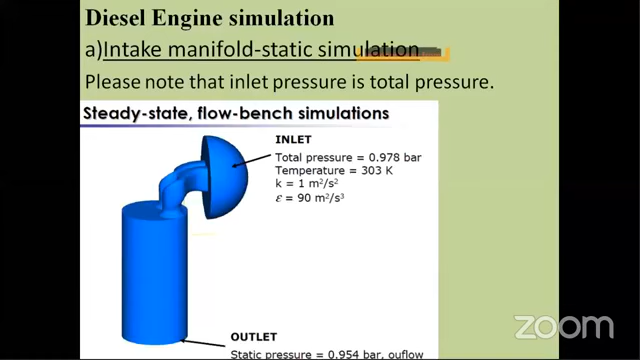 Diesel Engine simulation
a)Intake manifold-static simulation
Please note that inlet pressure is total pressure.
Steady-state, flow-bench simulations
INLET
Total pressure = 0.978 bar
Temperature = 303 K
k = 1 m²/s²
ε = 90 m²/s³
OUTLET
Static pressure = 0.954 bar, ouflow
zoom